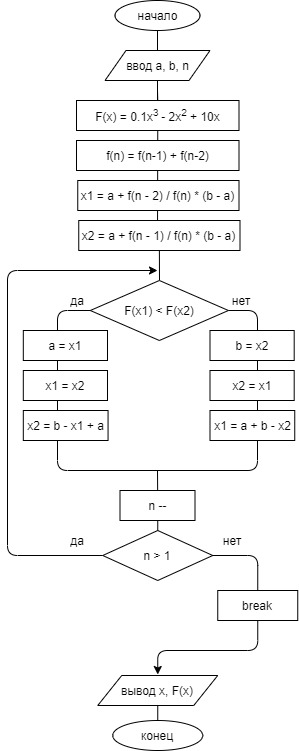 начало
ввод a, b, n
F(x) = 0.1x³ - 2x² + 10x
f(n) = f(n-1) + f(n-2)
x1 = a + f(n - 2) / f(n) * (b - a)
x2 = a + f(n - 1) / f(n) * (b - a)
F(x1) < F(x2)
да
нет
a = x1
b = x2
x1 = x2
x2 = x1
x2 = b - x1 + a
x1 = a + b - x2
n --
n > 1
да
нет
break
вывод x, F(x)
конец